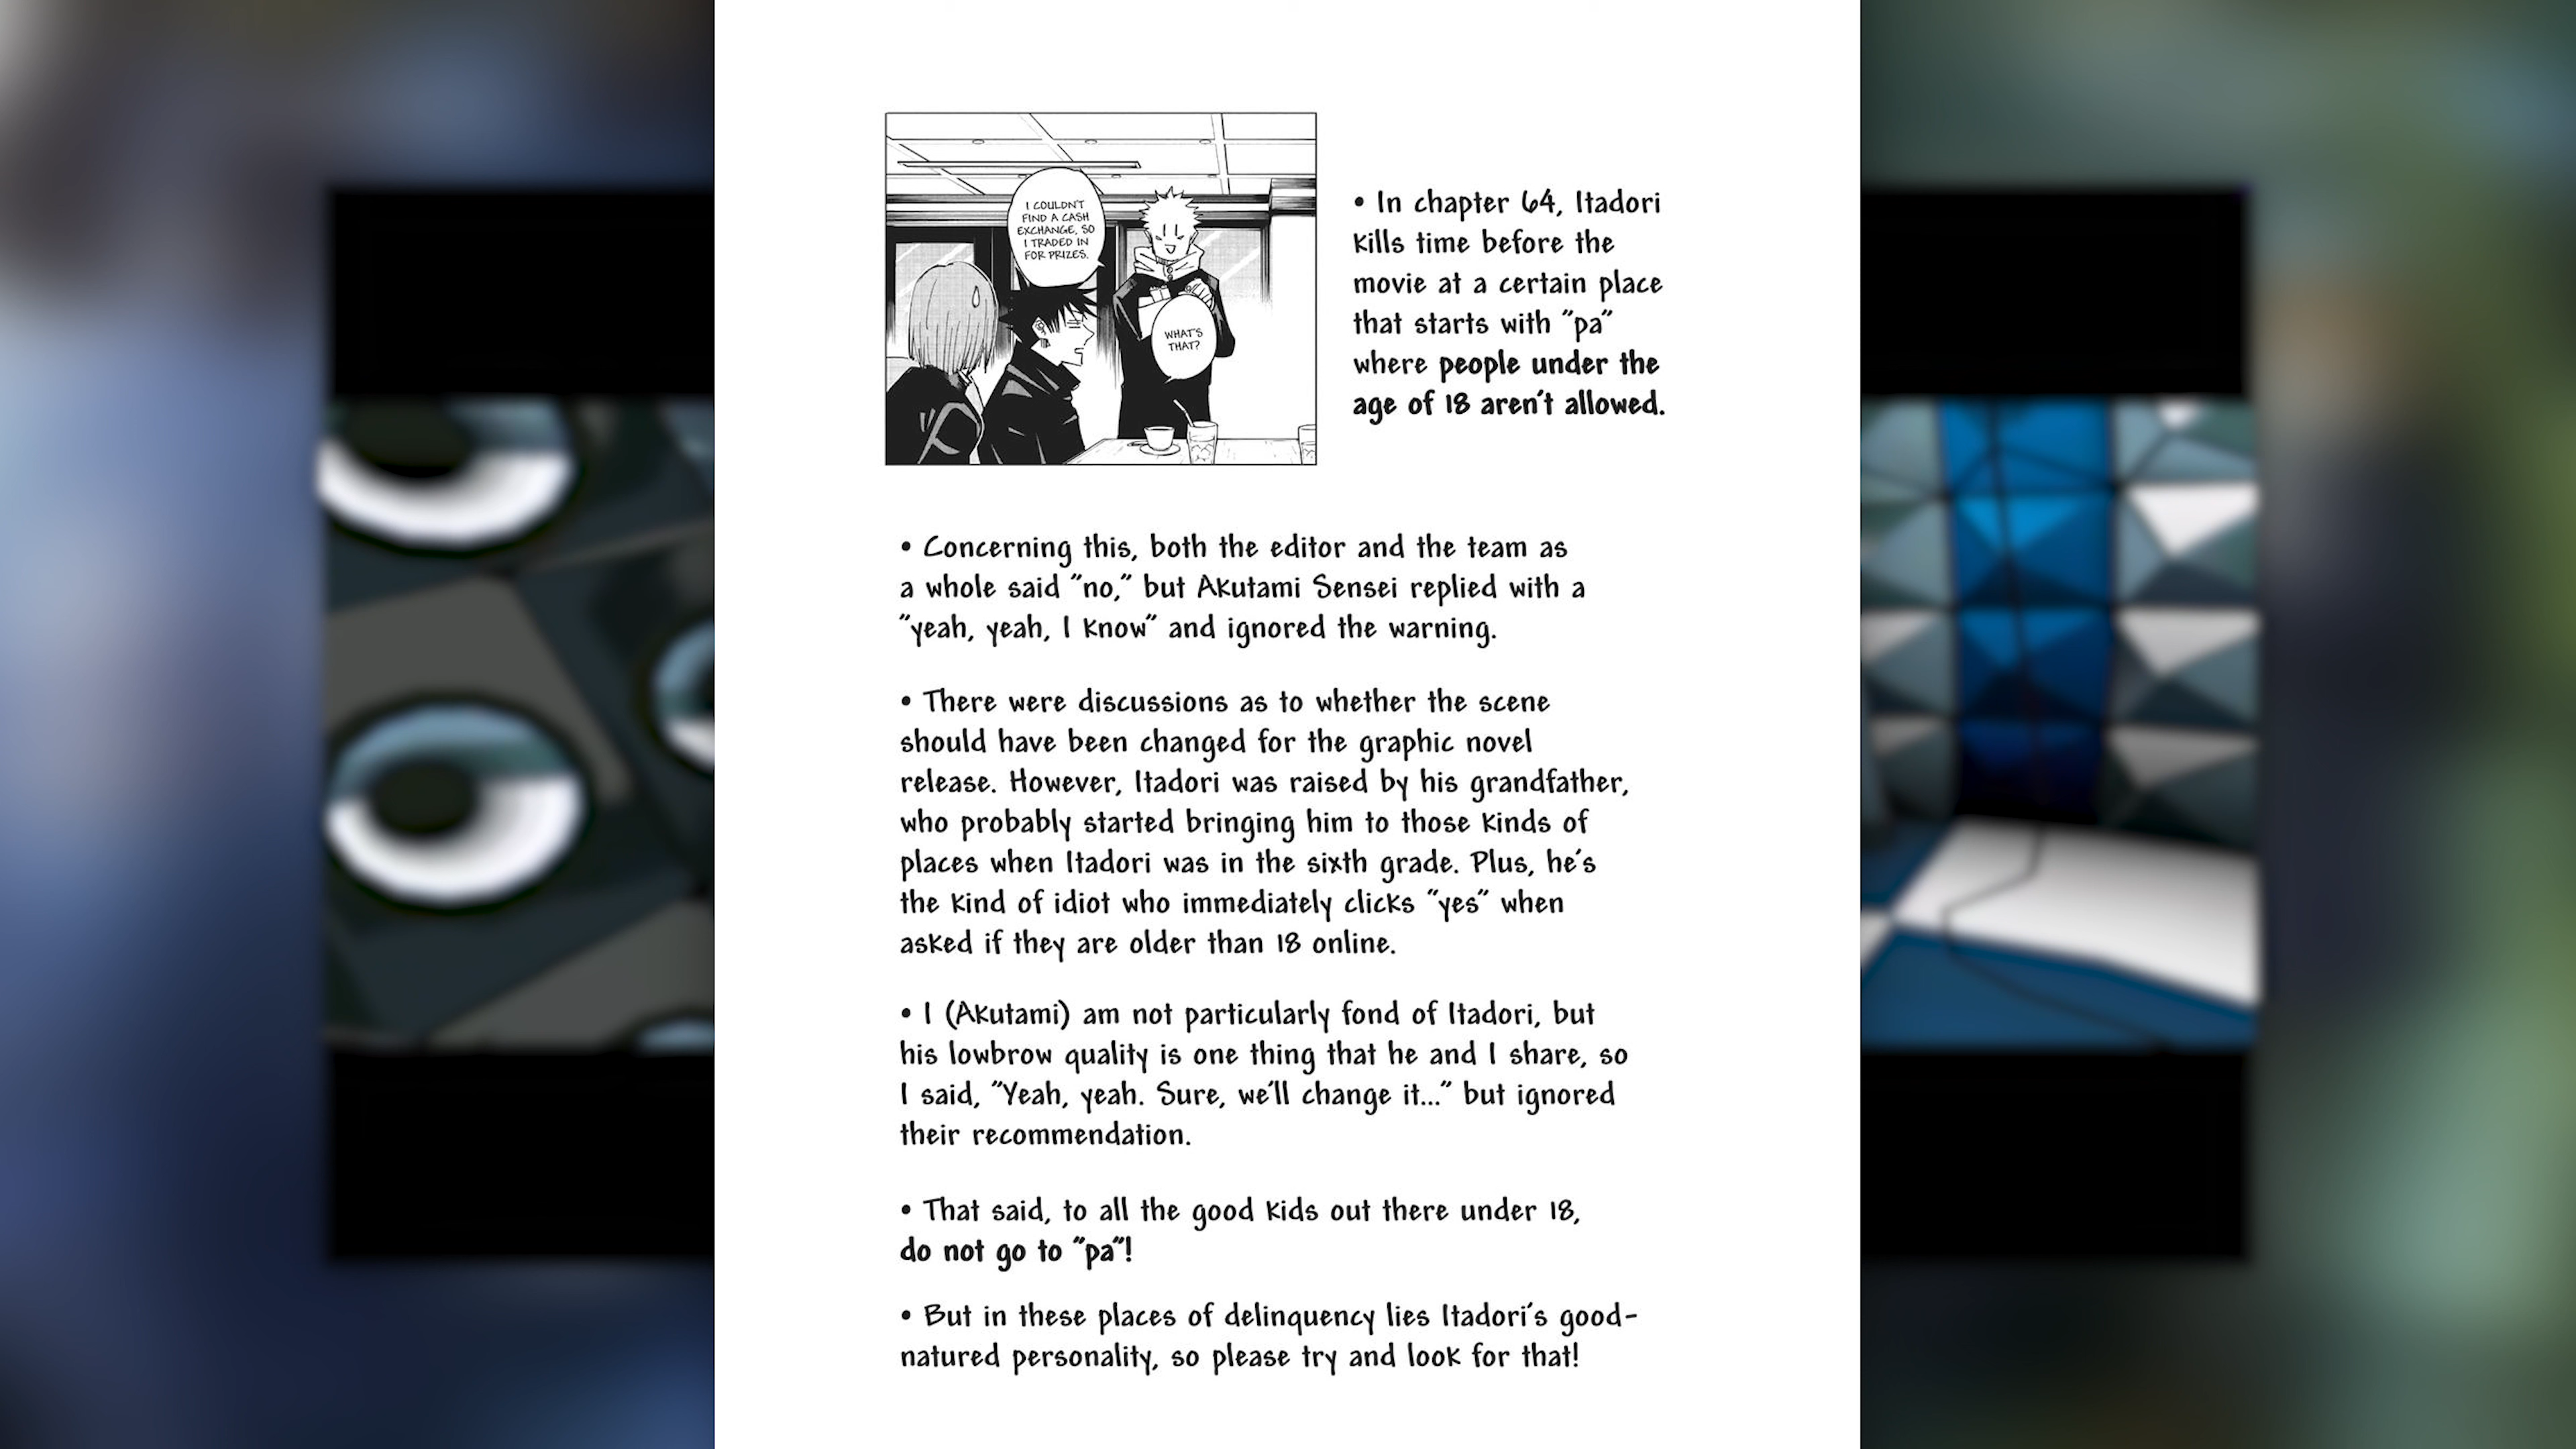 I COULDN'T
FIND A CASH
EXCHANGE, SO
I TRADED IN
FOR PRIZES.
WHAT'S
THAT?
• In chapter 64, Itadori
kills time before the
movie at a certain place
that starts with "pa"
where people under the
age of 18 aren't allowed.
• Concerning this, both the editor and the team as
a whole said "no," but Akutami Sensei replied with a
"yeah, yeah, I know" and ignored the warning.
• There were discussions as to whether the scene
should have been changed for the graphic novel
release. However, Itadori was raised by his grandfather,
who probably started bringing him to those kinds of
places when Itadori was in the sixth grade. Plus, he's
the kind of idiot who immediately clicks "yes" when
asked if they are older than 18 online.
• I (Akutami) am not particularly fond of Itadori, but
his lowbrow quality is one thing that he and I share, so
I said, "Yeah, yeah. Sure, we'll change it..." but ignored
their recommendation.
• That said, to all the good kids out there under 18,
do not go to "pa"!
• But in these places of delinquency lies Itadori's good-
natured personality, so please try and look for that!